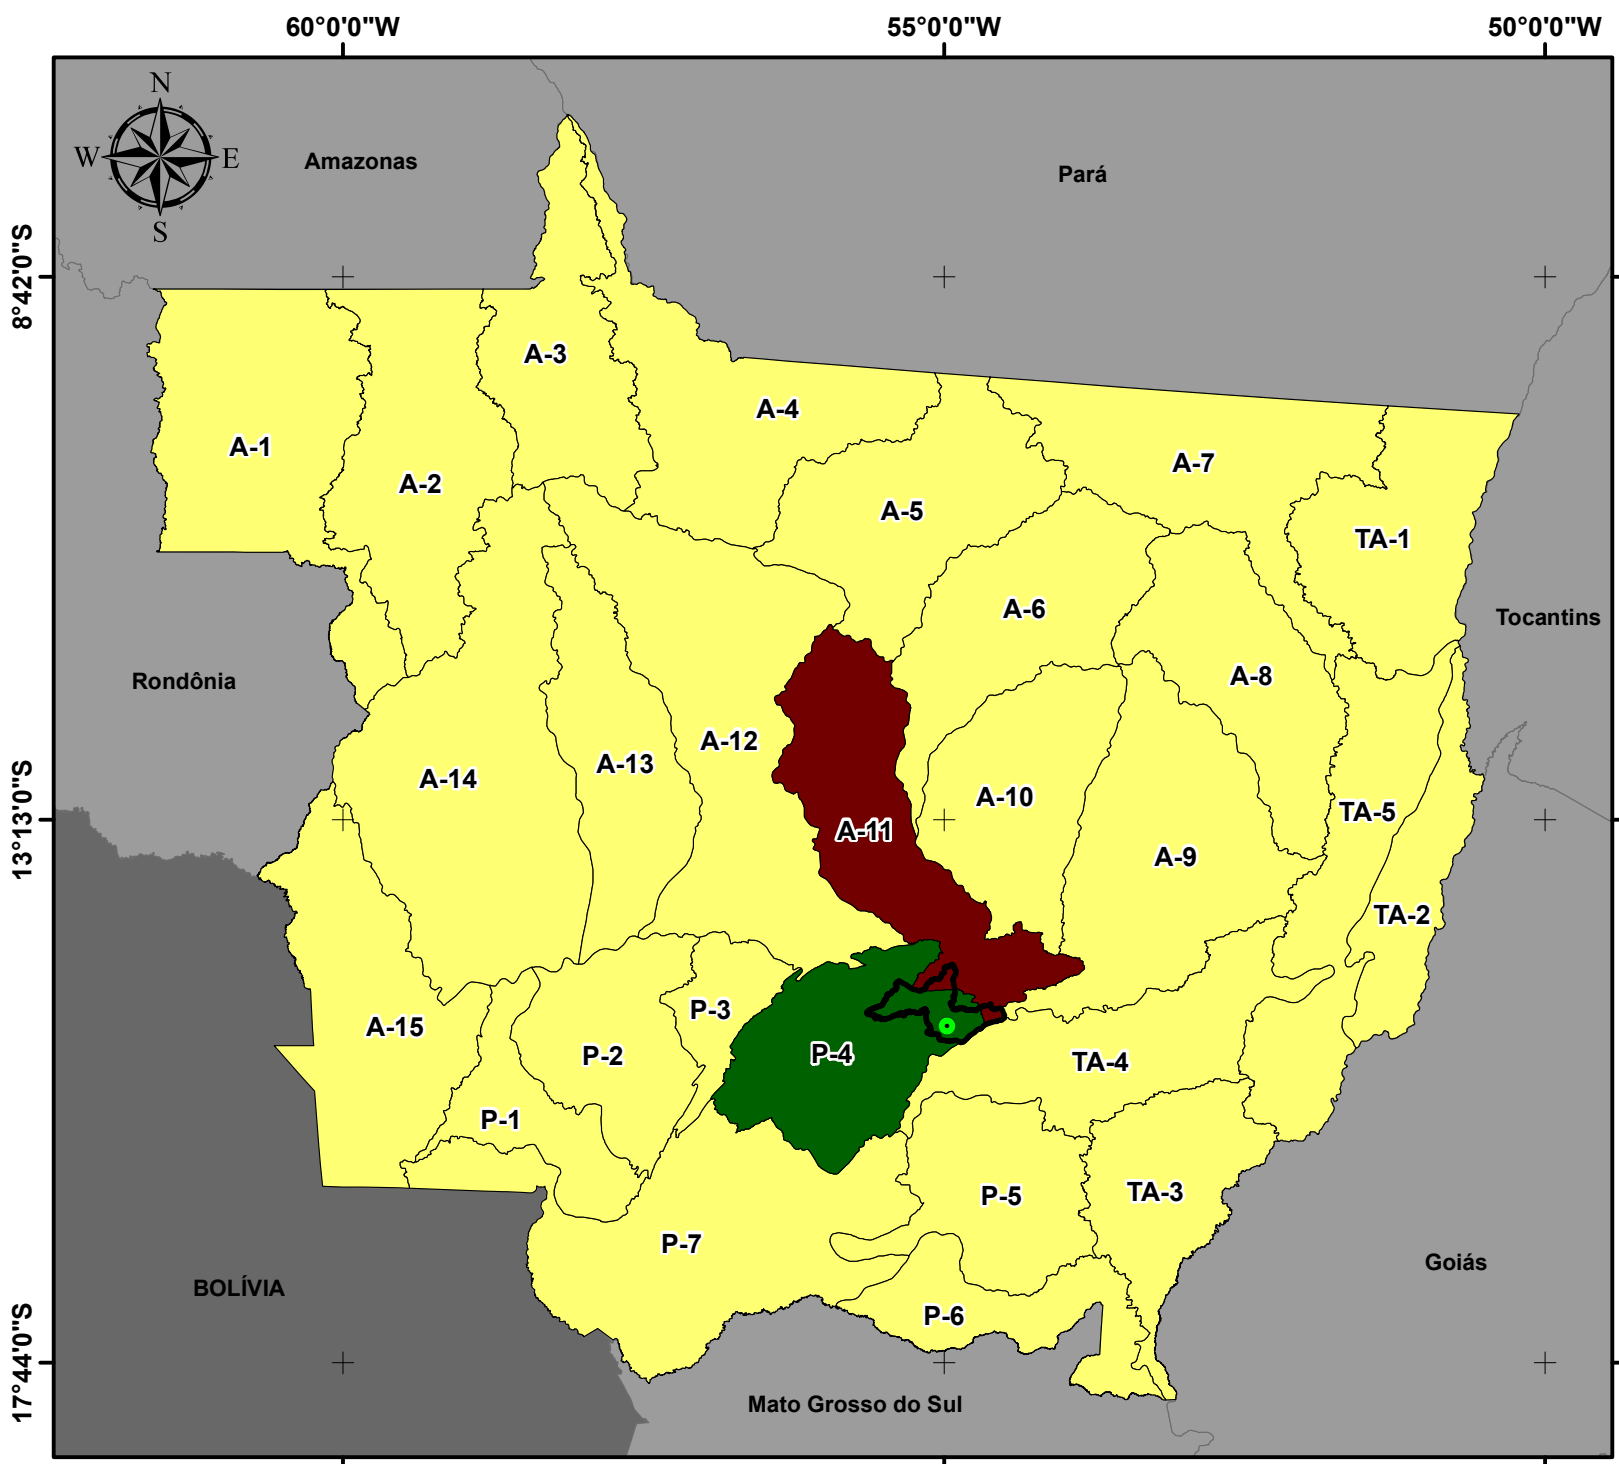 60°0'0"W
55°0'0"W
50°0'0"W
N
W
E
S
Amazonas
Pará
8°42'0"S
A-3
A-4
A-1
A-7
A-2
A-5
TA-1
A-6
Tocantins
Rondônia
A-8
A-12
A-13
A-14
A-10
TA-5
13°13'0"S
A-11
A-9
TA-2
P-3
A-15
P-2
P-4
TA-4
P-1
TA-3
P-5
P-7
Goiás
BOLÍVIA
P-6
17°44'0"S
Mato Grosso do Sul